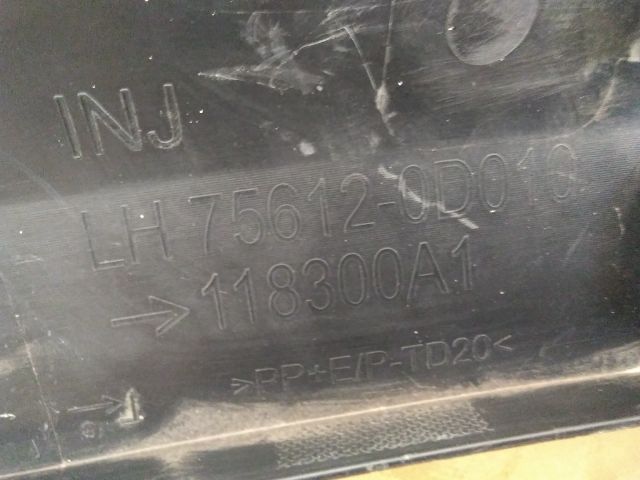 INJ
LH 75612-0D010
→118300A1
>PP+E/P-TD20<